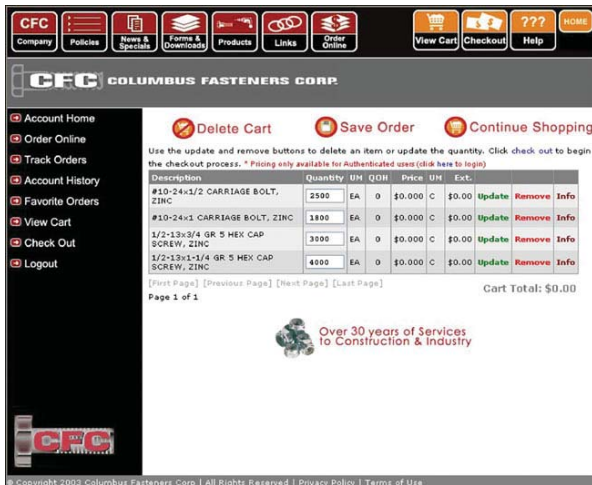 CFC
Company
Policies
News & Specials
Forms & Downloads
Products
Links
Order Online
View Cart
Checkout
???
Help
HOME
CFC COLUMBUS FASTENERS CORP.
Account Home
Order Online
Track Orders
Account History
Favorite Orders
View Cart
Check Out
Logout
Delete Cart Save Order Continue Shopping
Use the update and remove buttons to delete an item or update the quantity. Click check out to begin
the checkout process. * Pricing only available for Authenticated users (click here to login)
Description Quantity UM QOH Price UM Ext.
#10-24x1/2 CARRIAGE BOLT,
ZINC 2500 EA 0 $0.000 C $0.00 Update Remove Info
#10-24x1 CARRIAGE BOLT, ZINC 1800 EA 0 $0.000 C $0.00 Update Remove Info
1/2-13x3/4 GR 5 HEX CAP
SCREW, ZINC 3000 EA 0 $0.000 C $0.00 Update Remove Info
1/2-13x1-1/4 GR 5 HEX CAP
SCREW, ZINC 4000 EA 0 $0.000 C $0.00 Update Remove Info
[First Page] [Previous Page] [Next Page] [Last Page]
Page 1 of 1
Cart Total: $0.00
Over 30 years of Services
to Construction & Industry
CFC
© Copyright 2003 Columbus Fasteners Corp | All Rights Reserved | Privacy Policy | Terms of Use